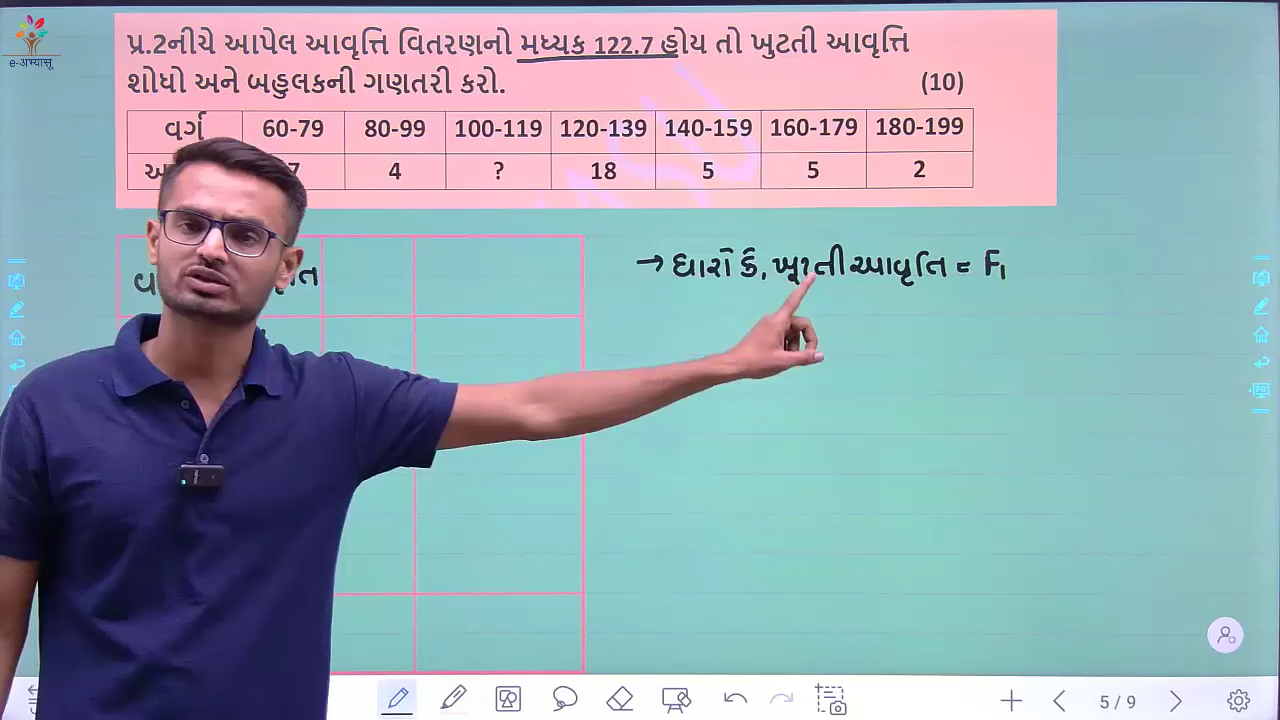 e-अभ्यासू
પ્ર.2નીચે આપેલ આવૃત્તિ વિતરણનો મધ્યક 122.7 હોય તો ખુટતી આવૃત્તિ
શોધો અને બહુલકની ગણતરી કરો. (10)
વર્ગ 60-79 80-99 100-119 120-139 140-159 160-179 180-199
7 4 ? 18 5 5 2
→ ધારો કે, ખૂટતી આવૃતિ = F₁
5 / 9